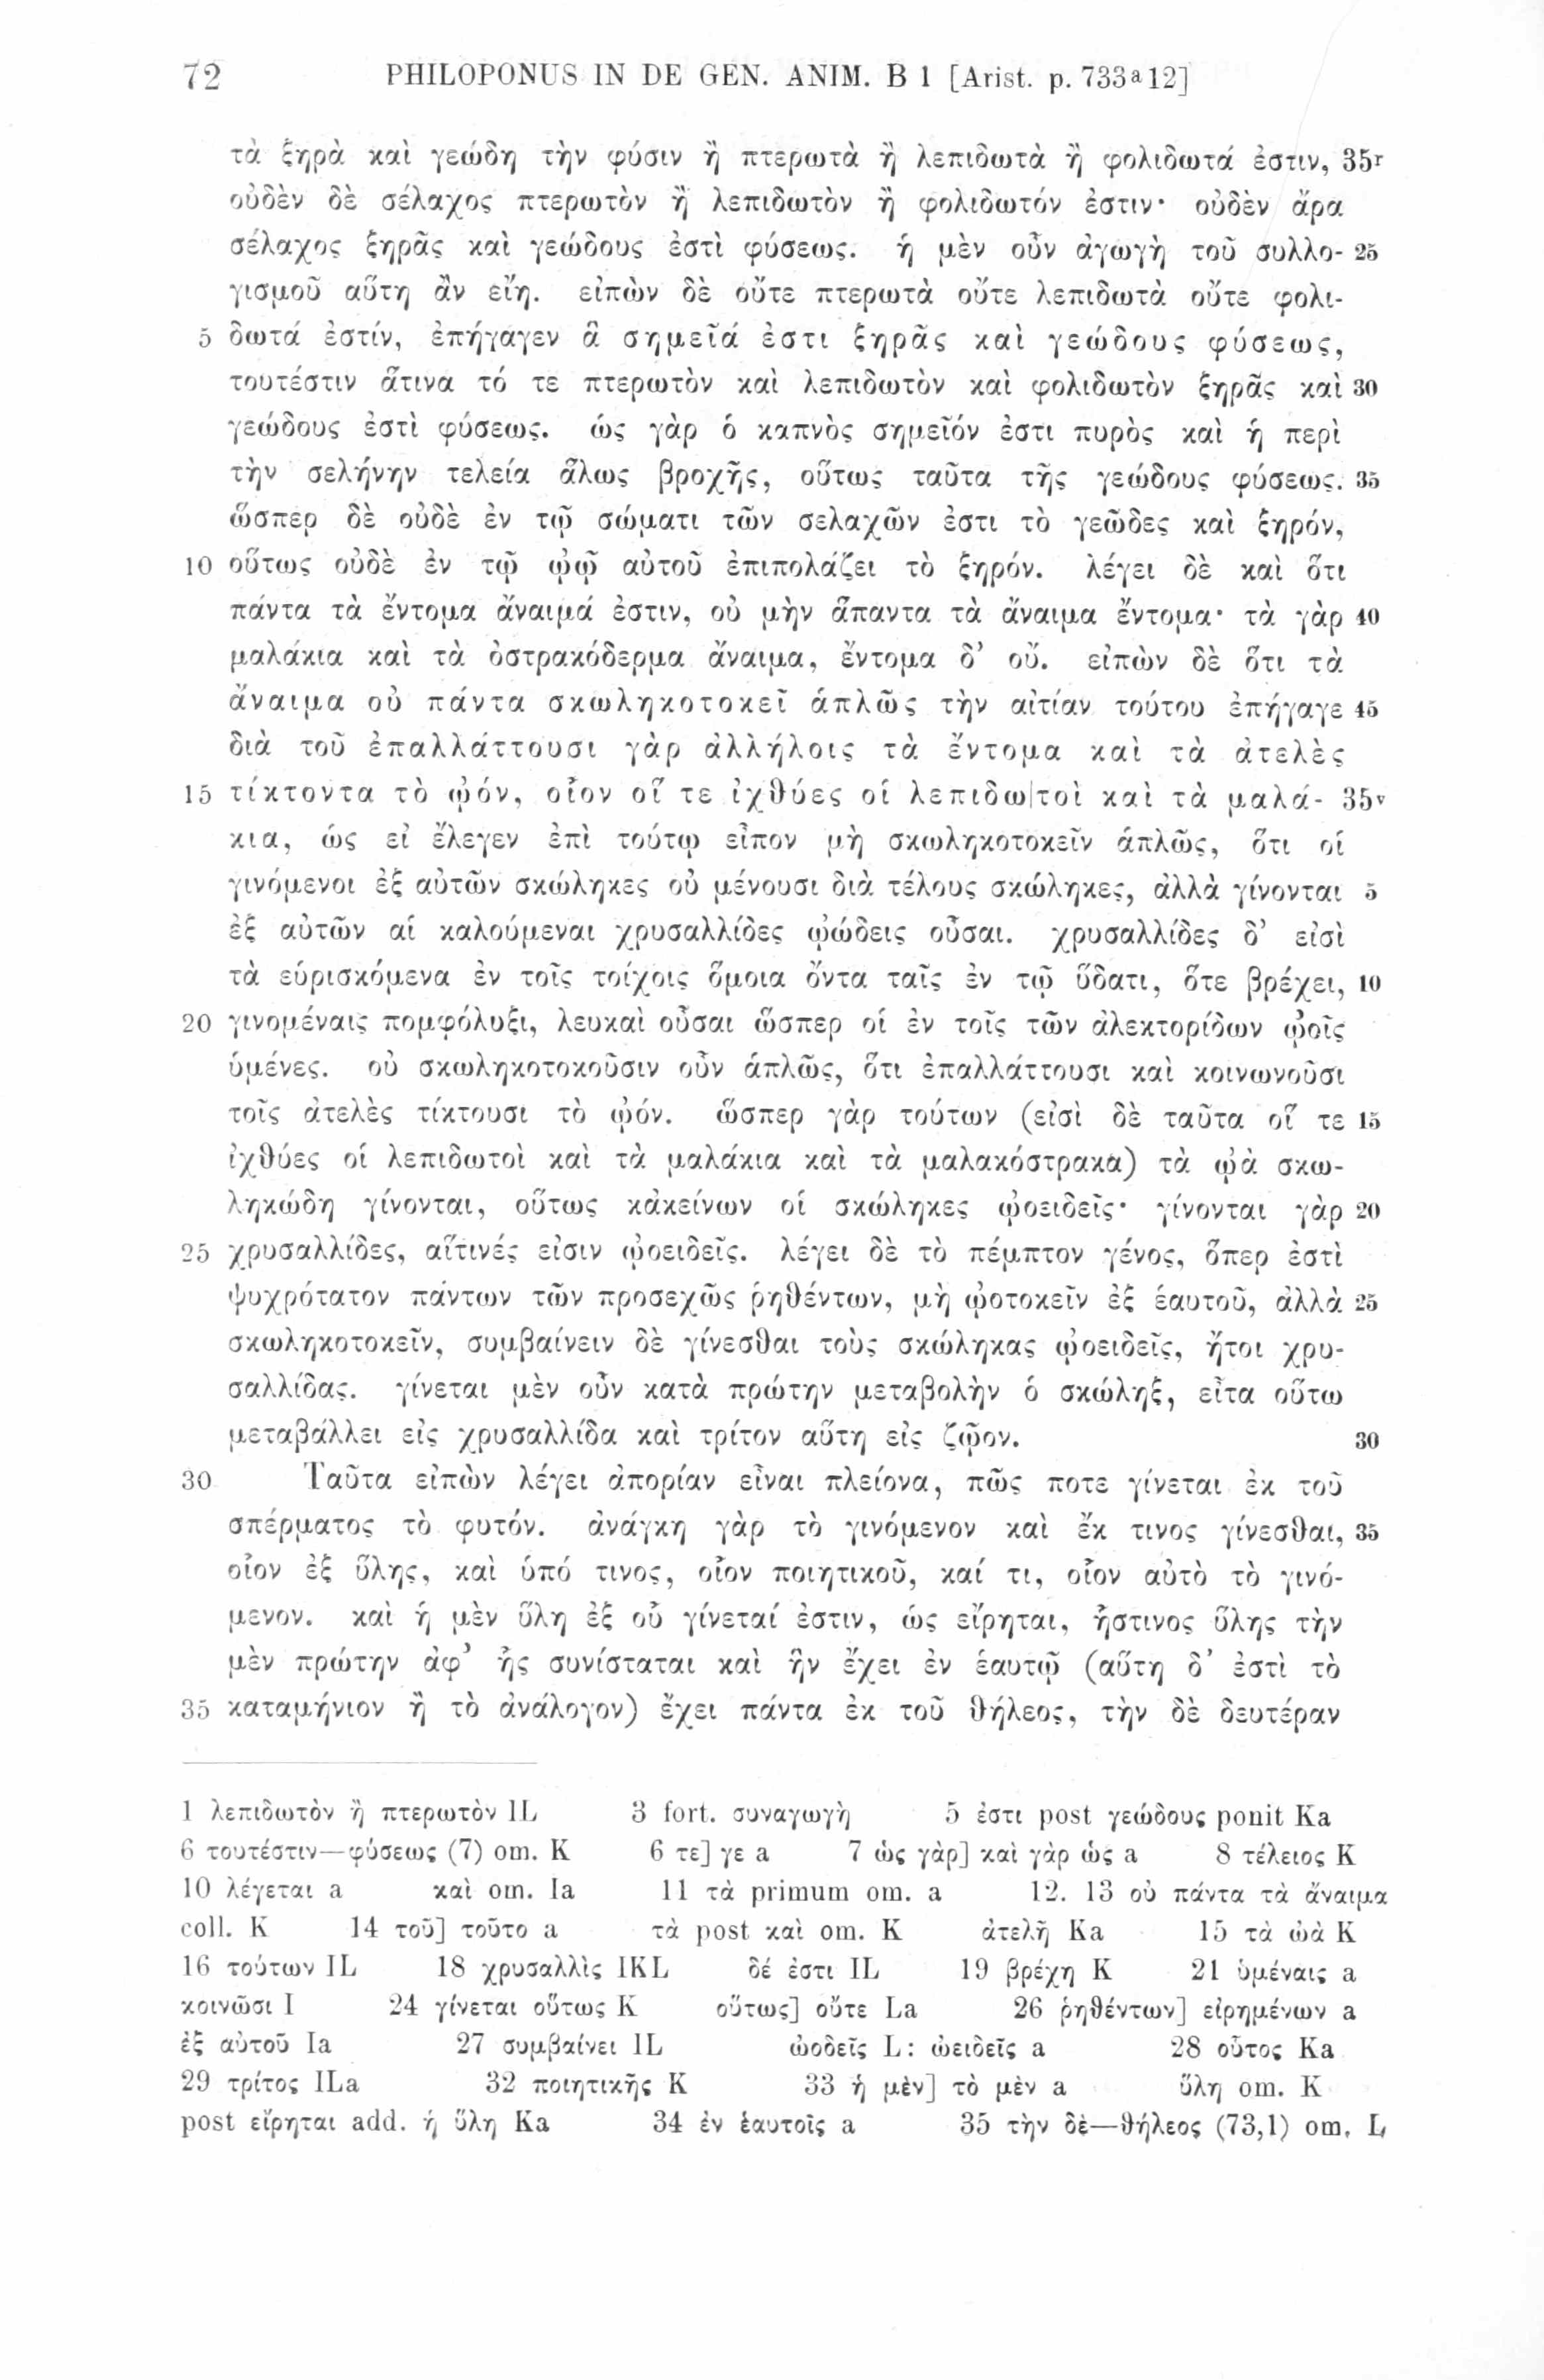 72 PHILOPONUS IN DE GEN. ANIM. B 1 [Arist. p. 733ª12]
τὰ ξηρὰ καὶ γεώδη τὴν φύσιν ἢ πτερωτὰ ἢ λεπιδωτὰ ἢ φολιδωτά ἐστιν, 35r
οὐδὲν δὲ σέλαχος πτερωτὸν ἢ λεπιδωτὸν ἢ φολιδωτόν ἐστιν· οὐδὲν ἄρα
σέλαχος ξηρᾶς καὶ γεώδους ἐστὶ φύσεως. ἡ μὲν οὖν ἀγωγὴ τοῦ συλλο- 25
γισμοῦ αὕτη ἂν εἴη. εἰπὼν δὲ οὔτε πτερωτὰ οὔτε λεπιδωτὰ οὔτε φολι-
5 δωτά ἐστίν, ἐπήγαγεν ἃ σημεῖά ἐστι ξηρᾶς καὶ γεώδους φύσεως,
τουτέστιν ἅτινα τό τε πτερωτὸν καὶ λεπιδωτὸν καὶ φολιδωτὸν ξηρᾶς καὶ 30
γεώδους ἐστὶ φύσεως. ὡς γὰρ ὁ καπνὸς σημεῖόν ἐστι πυρὸς καὶ ἡ περὶ
τὴν σελήνην τελεία ἅλως βροχῆς, οὕτως ταῦτα τῆς γεώδους φύσεως. 35
ὥσπερ δὲ οὐδὲ ἐν τῷ σώματι τῶν σελαχῶν ἐστι τὸ γεῶδες καὶ ξηρόν,
10 οὕτως οὐδὲ ἐν τῷ ᾠῷ αὐτοῦ ἐπιπολάζει τὸ ξηρόν. λέγει δὲ καὶ ὅτι
πάντα τὰ ἔντομα ἄναιμά ἐστιν, οὐ μὴν ἅπαντα τὰ ἄναιμα ἔντομα· τὰ γὰρ 40
μαλάκια καὶ τὰ ὀστρακόδερμα ἄναιμα, ἔντομα δ’ οὔ. εἰπὼν δὲ ὅτι τὰ
ἄναιμα οὐ πάντα σκωληκοτοκεῖ ἁπλῶς τὴν αἰτίαν τούτου ἐπήγαγε 45
διὰ τοῦ ἐπαλλάττουσι γὰρ ἀλλήλοις τὰ ἔντομα καὶ τὰ ἀτελὲς
15 τίκτοντα τὸ ᾠόν, οἷον οἵ τε ἰχθύες οἱ λεπιδω|τοὶ καὶ τὰ μαλά- 35v
κια, ὡς εἰ ἔλεγεν ἐπὶ τούτῳ εἶπον μὴ σκωληκοτοκεῖν ἁπλῶς, ὅτι οἱ
γινόμενοι ἐξ αὐτῶν σκώληκες οὐ μένουσι διὰ τέλους σκώληκες, ἀλλὰ γίνονται 5
ἐξ αὐτῶν αἱ καλούμεναι χρυσαλλίδες ᾠώδεις οὖσαι. χρυσαλλίδες δ’ εἰσὶ
τὰ εὑρισκόμενα ἐν τοῖς τοίχοις ὅμοια ὄντα ταῖς ἐν τῷ ὕδατι, ὅτε βρέχει, 10
20 γινομέναις πομφόλυξι, λευκαὶ οὖσαι ὥσπερ οἱ ἐν τοῖς τῶν ἀλεκτορίδων ᾠοῖς
ὑμένες. οὐ σκωληκοτοκοῦσιν οὖν ἁπλῶς, ὅτι ἐπαλλάττουσι καὶ κοινωνοῦσι
τοῖς ἀτελὲς τίκτουσι τὸ ᾠόν. ὥσπερ γὰρ τούτων (εἰσὶ δὲ ταῦτα οἵ τε 15
ἰχθύες οἱ λεπιδωτοὶ καὶ τὰ μαλάκια καὶ τὰ μαλακόστρακα) τὰ ᾠὰ σκω-
ληκώδη γίνονται, οὕτως κἀκείνων οἱ σκώληκες ᾠοειδεῖς· γίνονται γὰρ 20
25 χρυσαλλίδες, αἵτινές εἰσιν ᾠοειδεῖς. λέγει δὲ τὸ πέμπτον γένος, ὅπερ ἐστὶ
ψυχρότατον πάντων τῶν προσεχῶς ῥηθέντων, μὴ ᾠοτοκεῖν ἐξ ἑαυτοῦ, ἀλλὰ 25
σκωληκοτοκεῖν, συμβαίνειν δὲ γίνεσθαι τοὺς σκώληκας ᾠοειδεῖς, ἤτοι χρυ-
σαλλίδας. γίνεται μὲν οὖν κατὰ πρώτην μεταβολὴν ὁ σκώληξ, εἶτα οὕτω
μεταβάλλει εἰς χρυσαλλίδα καὶ τρίτον αὕτη εἰς ζῷον. 30
30 Ταῦτα εἰπὼν λέγει ἀπορίαν εἶναι πλείονα, πῶς ποτε γίνεται ἐκ τοῦ
σπέρματος τὸ φυτόν. ἀνάγκη γὰρ τὸ γινόμενον καὶ ἔκ τινος γίνεσθαι, 35
οἷον ἐξ ὕλης, καὶ ὑπό τινος, οἷον ποιητικοῦ, καί τι, οἷον αὐτὸ τὸ γινό-
μενον. καὶ ἡ μὲν ὕλη ἐξ οὗ γίνεταί ἐστιν, ὡς εἴρηται, ἧστινος ὕλης τὴν
μὲν πρώτην ἀφ’ ἧς συνίσταται καὶ ἣν ἔχει ἐν ἑαυτῷ (αὕτη δ’ ἐστὶ τὸ
35 καταμήνιον ἢ τὸ ἀνάλογον) ἔχει πάντα ἐκ τοῦ θήλεος, τὴν δὲ δευτέραν
1 λεπιδωτὸν ἢ πτερωτὸν IL 3 fort. συναγωγὴ 5 ἐστι post γεώδους ponit Ka
6 τουτέστιν—φύσεως (7) om. K 6 τε] γε a 7 ὡς γὰρ] καὶ γὰρ ὡς a 8 τέλειος K
10 λέγεται a καὶ om. Ia 11 τὰ primum om. a 12. 13 οὐ πάντα τὰ ἄναιμα
coll. K 14 τοῦ] τοῦτο a τὰ post καὶ om. K ἀτελῆ Ka 15 τὰ ὠὰ K
16 τούτων IL 18 χρυσαλλὶς IKL δέ ἐστι IL 19 βρέχη K 21 ὑμέναις a
κοινῶσι I 24 γίνεται οὕτως K οὕτως] οὔτε La 26 ῥηθέντων] εἰρημένων a
ἐξ αὐτοῦ Ia 27 συμβαίνει IL ὠοδεῖς L: ὠειδεῖς a 28 οὗτος Ka
29 τρίτος ILa 32 ποιητικῆς K 33 ἡ μὲν] τὸ μὲν a ὕλη om. K
post εἴρηται add. ἡ ὕλη Ka 34 ἐν ἑαυτοῖς a 35 τὴν δὲ—θήλεος (73,1) om. L